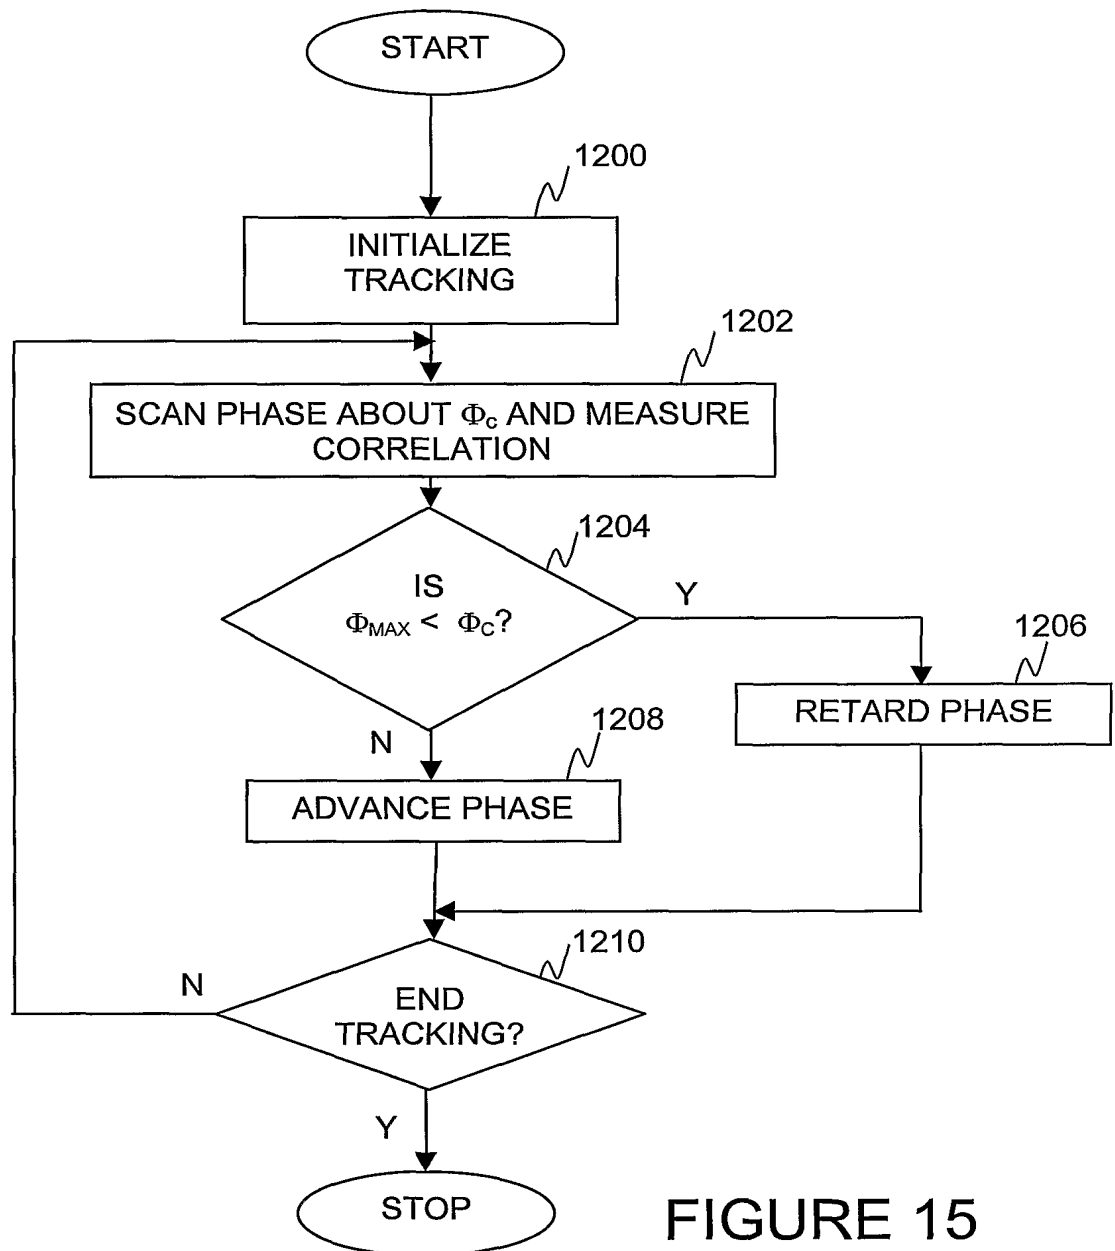 START
1200
INITIALIZE
TRACKING
1202
SCAN PHASE ABOUT Φc AND MEASURE
CORRELATION
1204
IS
ΦMAX < ΦC?
Y
1206
RETARD PHASE
N
1208
ADVANCE PHASE
1210
N
END
TRACKING?
Y
STOP
FIGURE 15